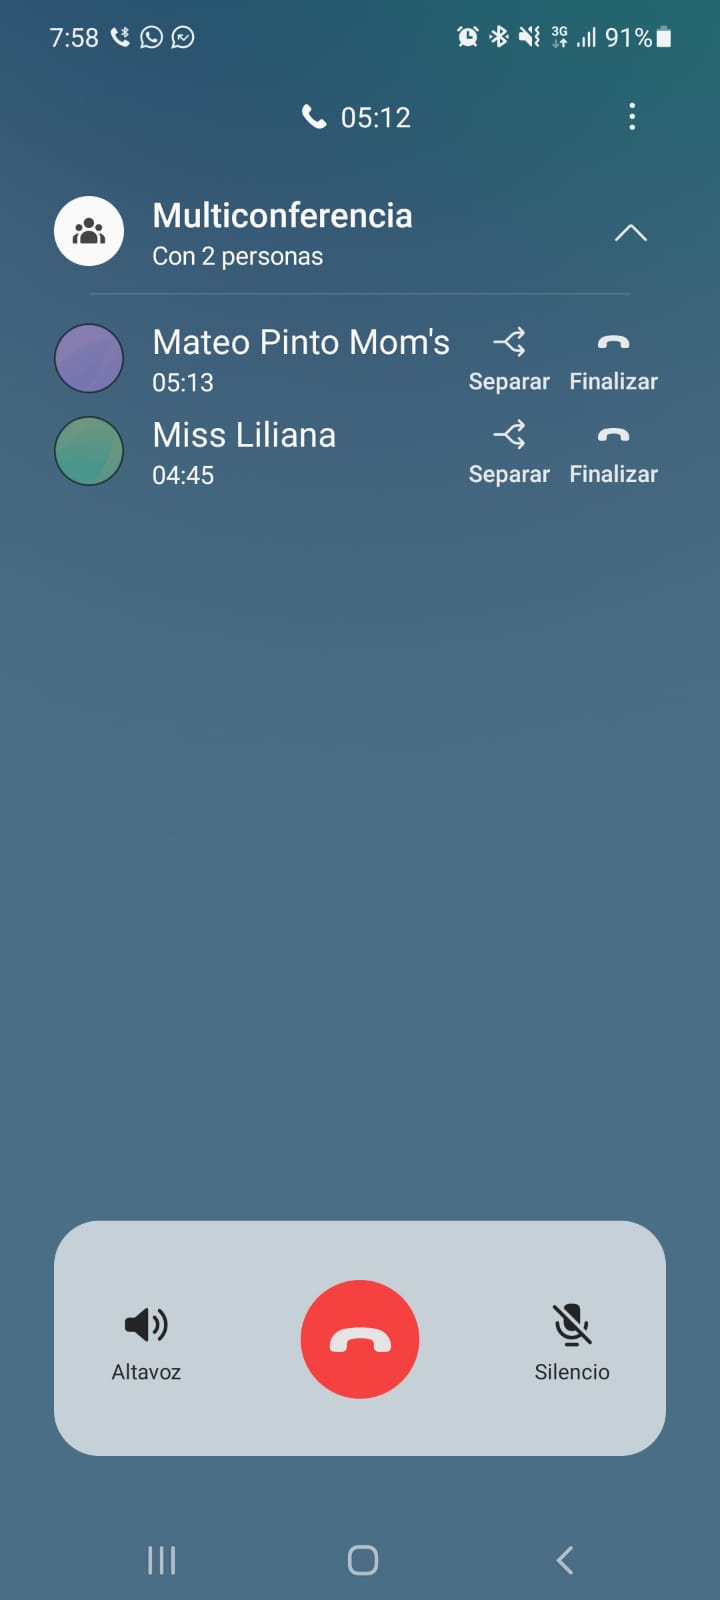 7:58 3G 91%
05:12
Multiconferencia
Con 2 personas
Mateo Pinto Mom's
05:13
Separar Finalizar
Miss Liliana
04:45
Separar Finalizar
Altavoz Silencio